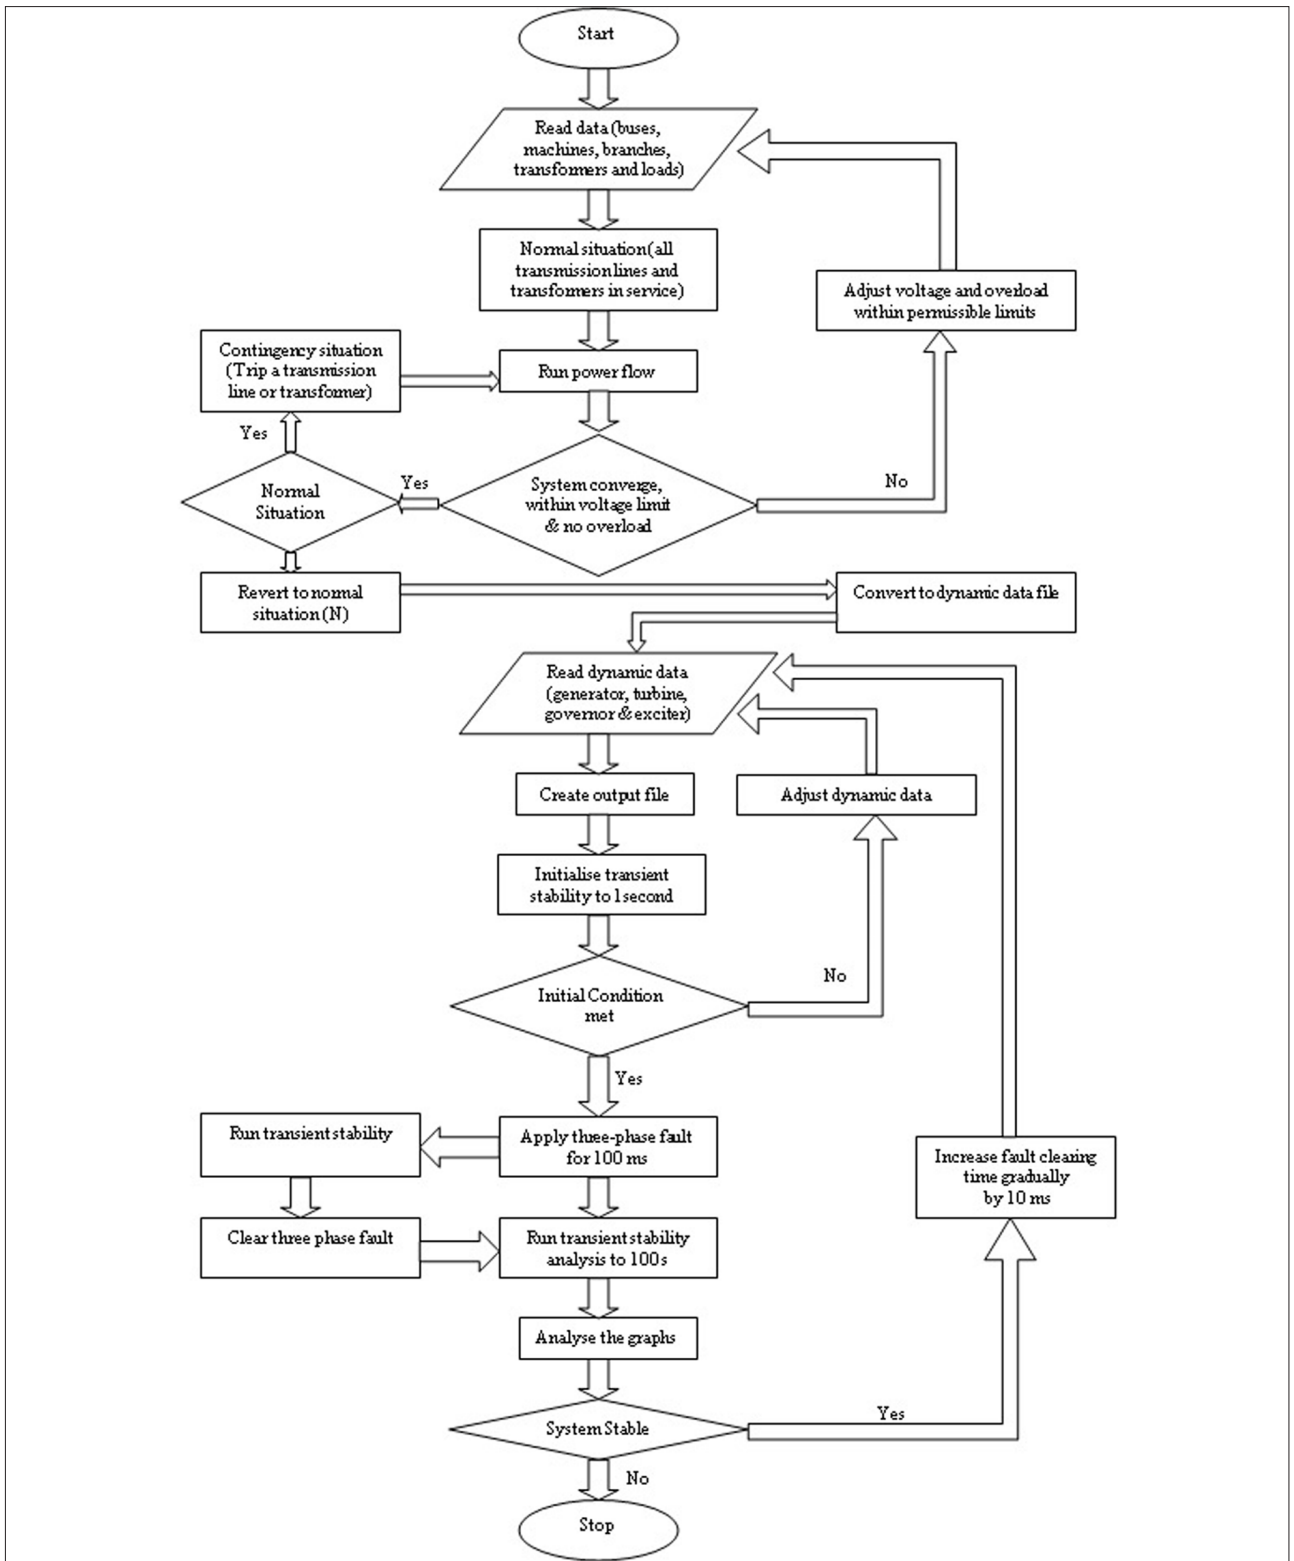 Start
Read data (buses,
machines, branches,
transformers and loads)
Normal situation (all
transmission lines and
transformers in service)
Adjust voltage and overload
within permissible limits
Contingency situation
(Trip a transmission
line or transformer)
Run power flow
Yes
Normal
Situation
Yes
System converge,
within voltage limit
& no overload
No
Revert to normal
situation (N)
Convert to dynamic data file
Read dynamic data
(generator, turbine,
governor & exciter)
Create output file
Adjust dynamic data
Initialise transient
stability to 1 second
No
Initial Condition
met
Yes
Run transient stability
Apply three-phase fault
for 100 ms
Increase fault clearing
time gradually
by 10 ms
Clear three phase fault
Run transient stability
analysis to 100s
Analyse the graphs
Yes
System Stable
No
Stop